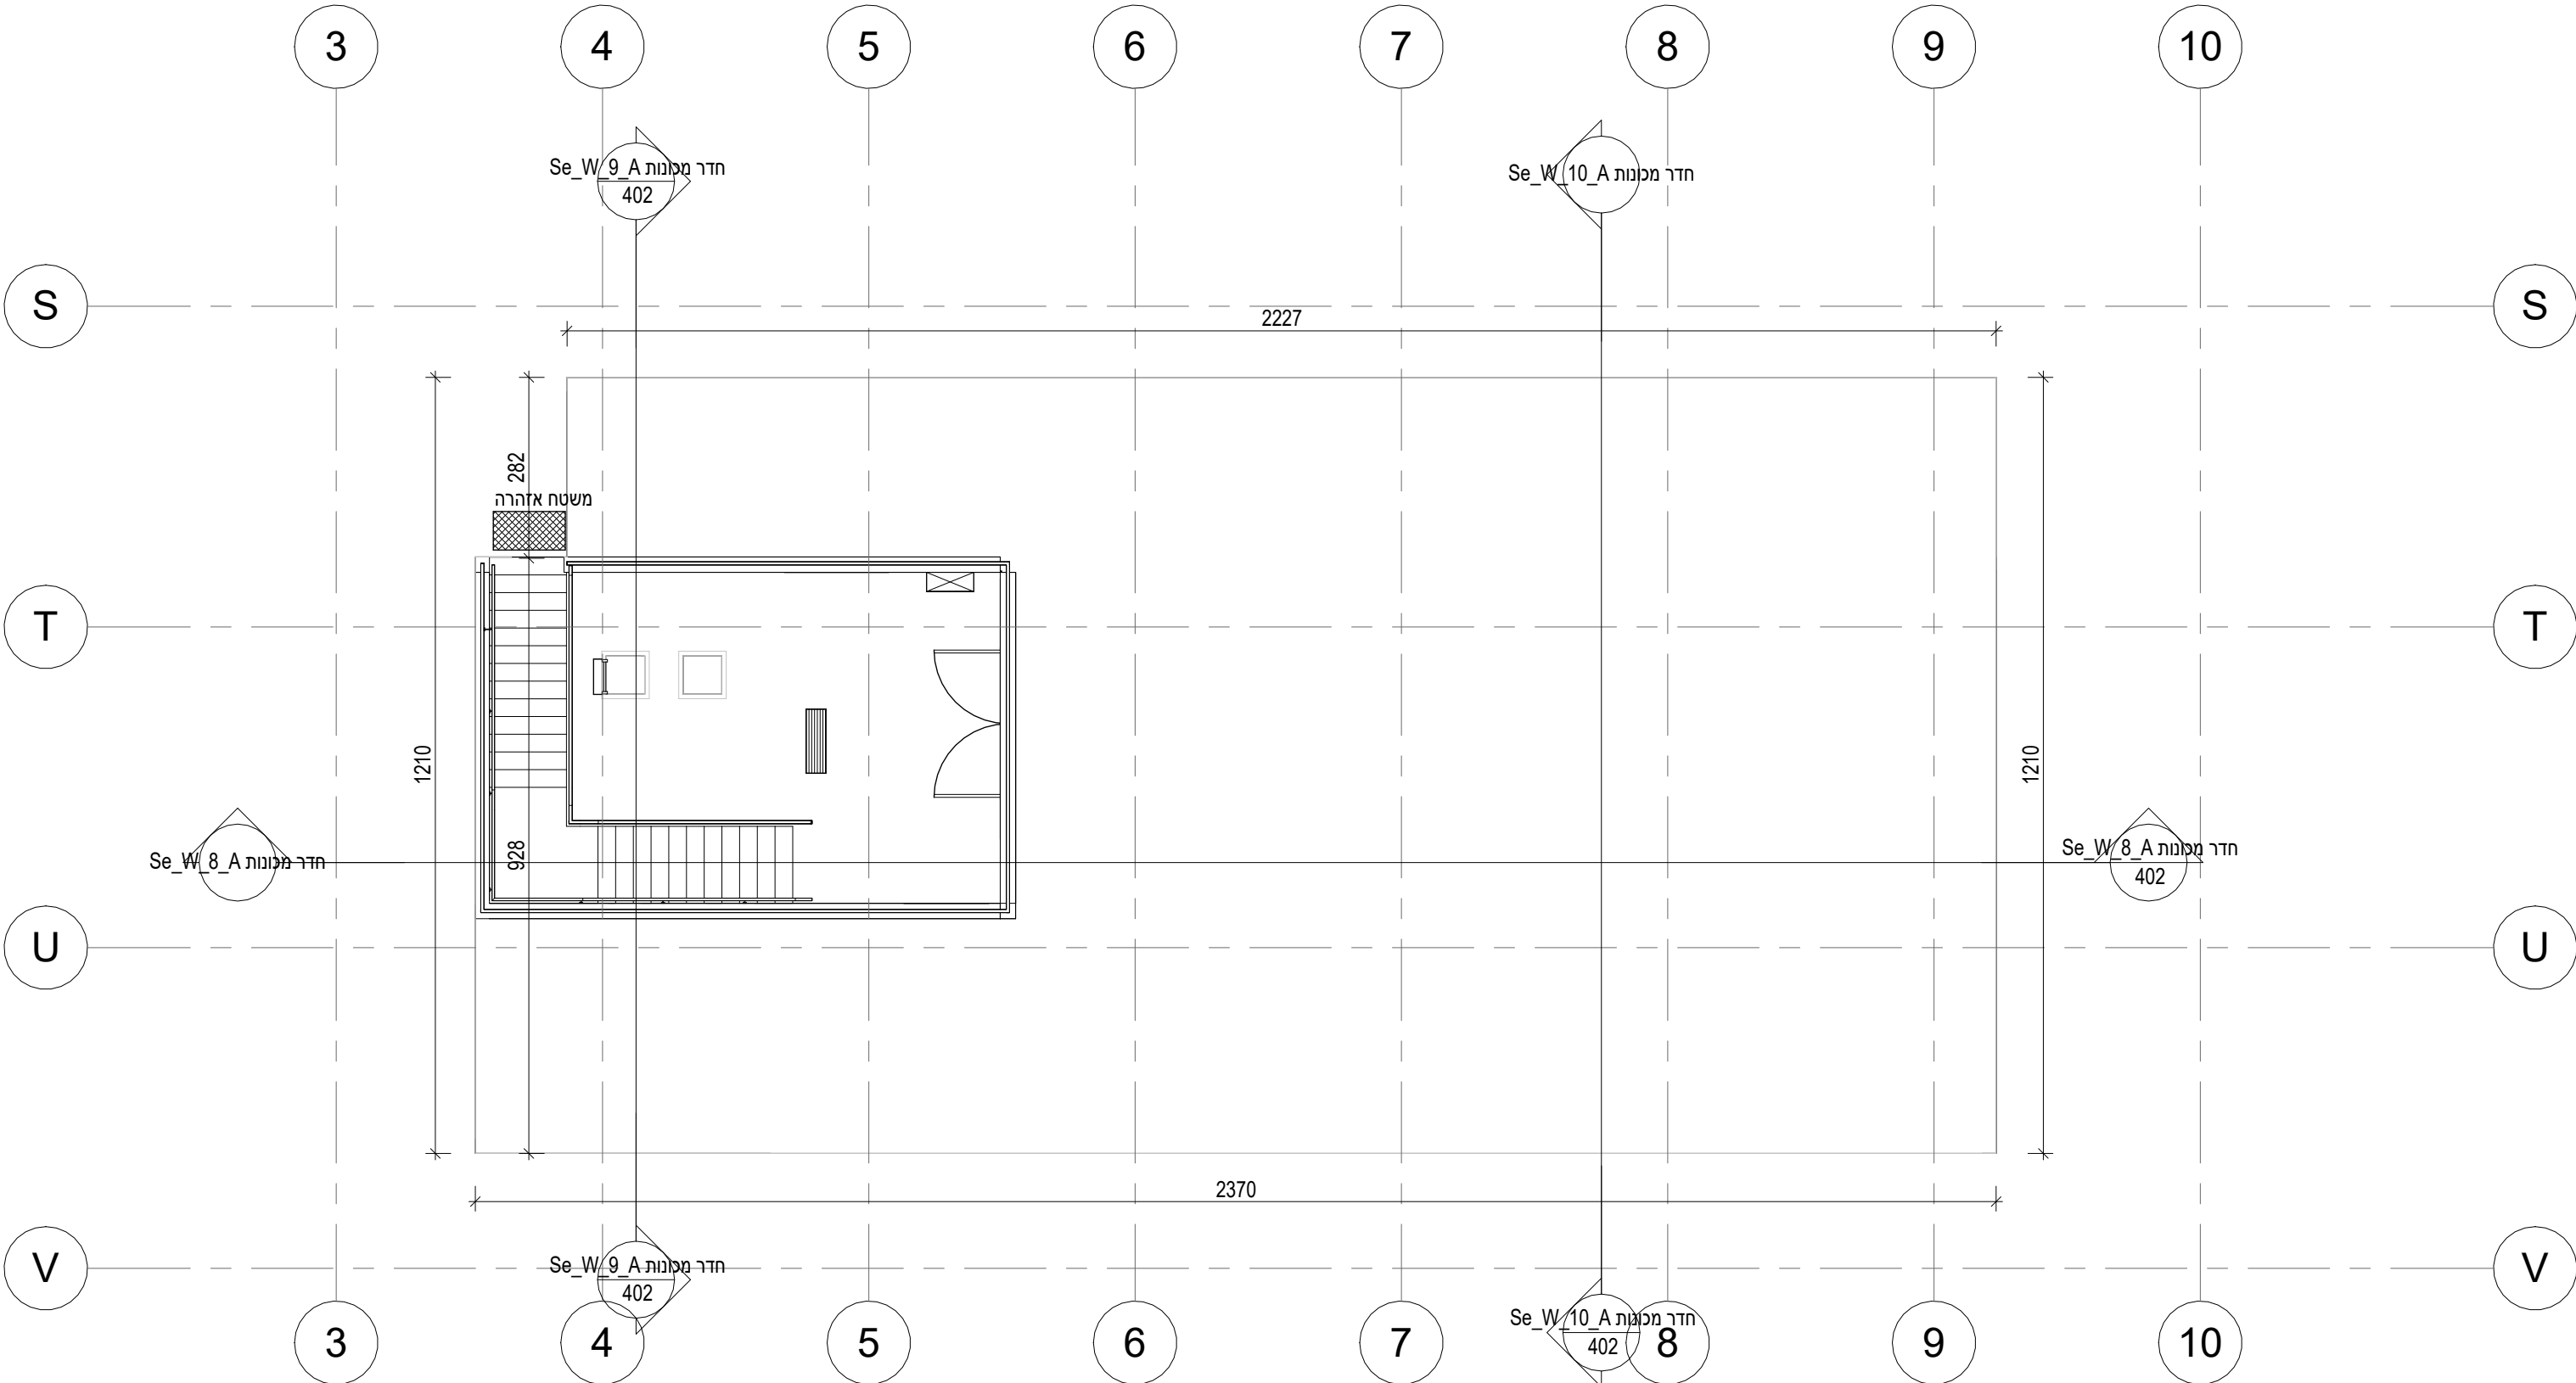 3 4 5 6 7 8 9 10
Se_W_9_A חדר מכונות
402
Se_W_10_A חדר מכונות
S S
2227
282
משטח אזהרה
T T
1210
1210
928
Se_W_8_A חדר מכונות
Se_W_8_A חדר מכונות
402
U U
2370
V V
Se_W_9_A חדר מכונות
402
Se_W_10_A חדר מכונות
402
3 4 5 6 7 8 9 10